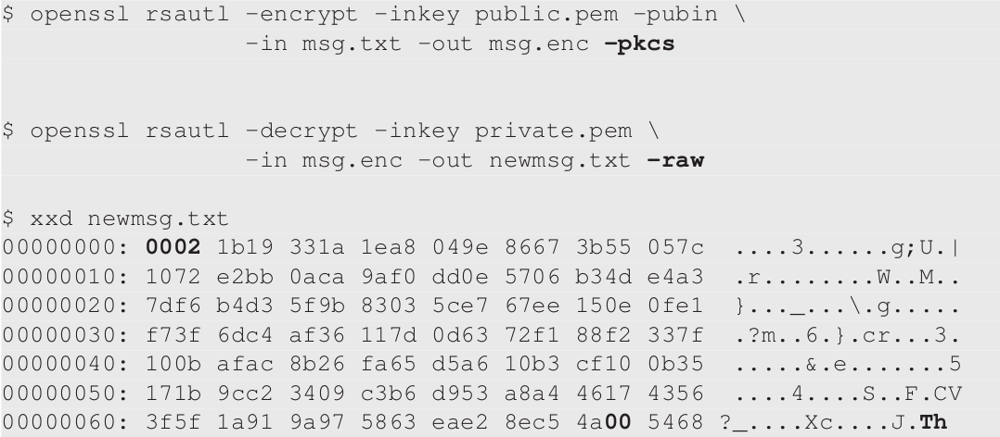 $ openssl rsautl -encrypt -inkey public.pem -pubin \
-in msg.txt -out msg.enc -pkcs
$ openssl rsautl -decrypt -inkey private.pem \
-in msg.enc -out newmsg.txt -raw
$ xxd newmsg.txt
00000000: 0002 1b19 331a 1ea8 049e 8667 3b55 057c ....3......g;U.|
00000010: 1072 e2bb 0aca 9af0 dd0e 5706 b34d e4a3 .r........W..M..
00000020: 7df6 b4d3 5f9b 8303 5ce7 67ee 150e 0fe1 }..._...\.g.....
00000030: f73f 6dc4 af36 117d 0d63 72f1 88f2 337f .?m..6.}.cr...3.
00000040: 100b afac 8b26 fa65 d5a6 10b3 cf10 0b35 .....&.e.......5
00000050: 171b 9cc2 3409 c3b6 d953 a8a4 4617 4356 ....4....S..F.CV
00000060: 3f5f 1a91 9a97 5863 eae2 8ec5 4a00 5468 ?_....Xc....J.Th